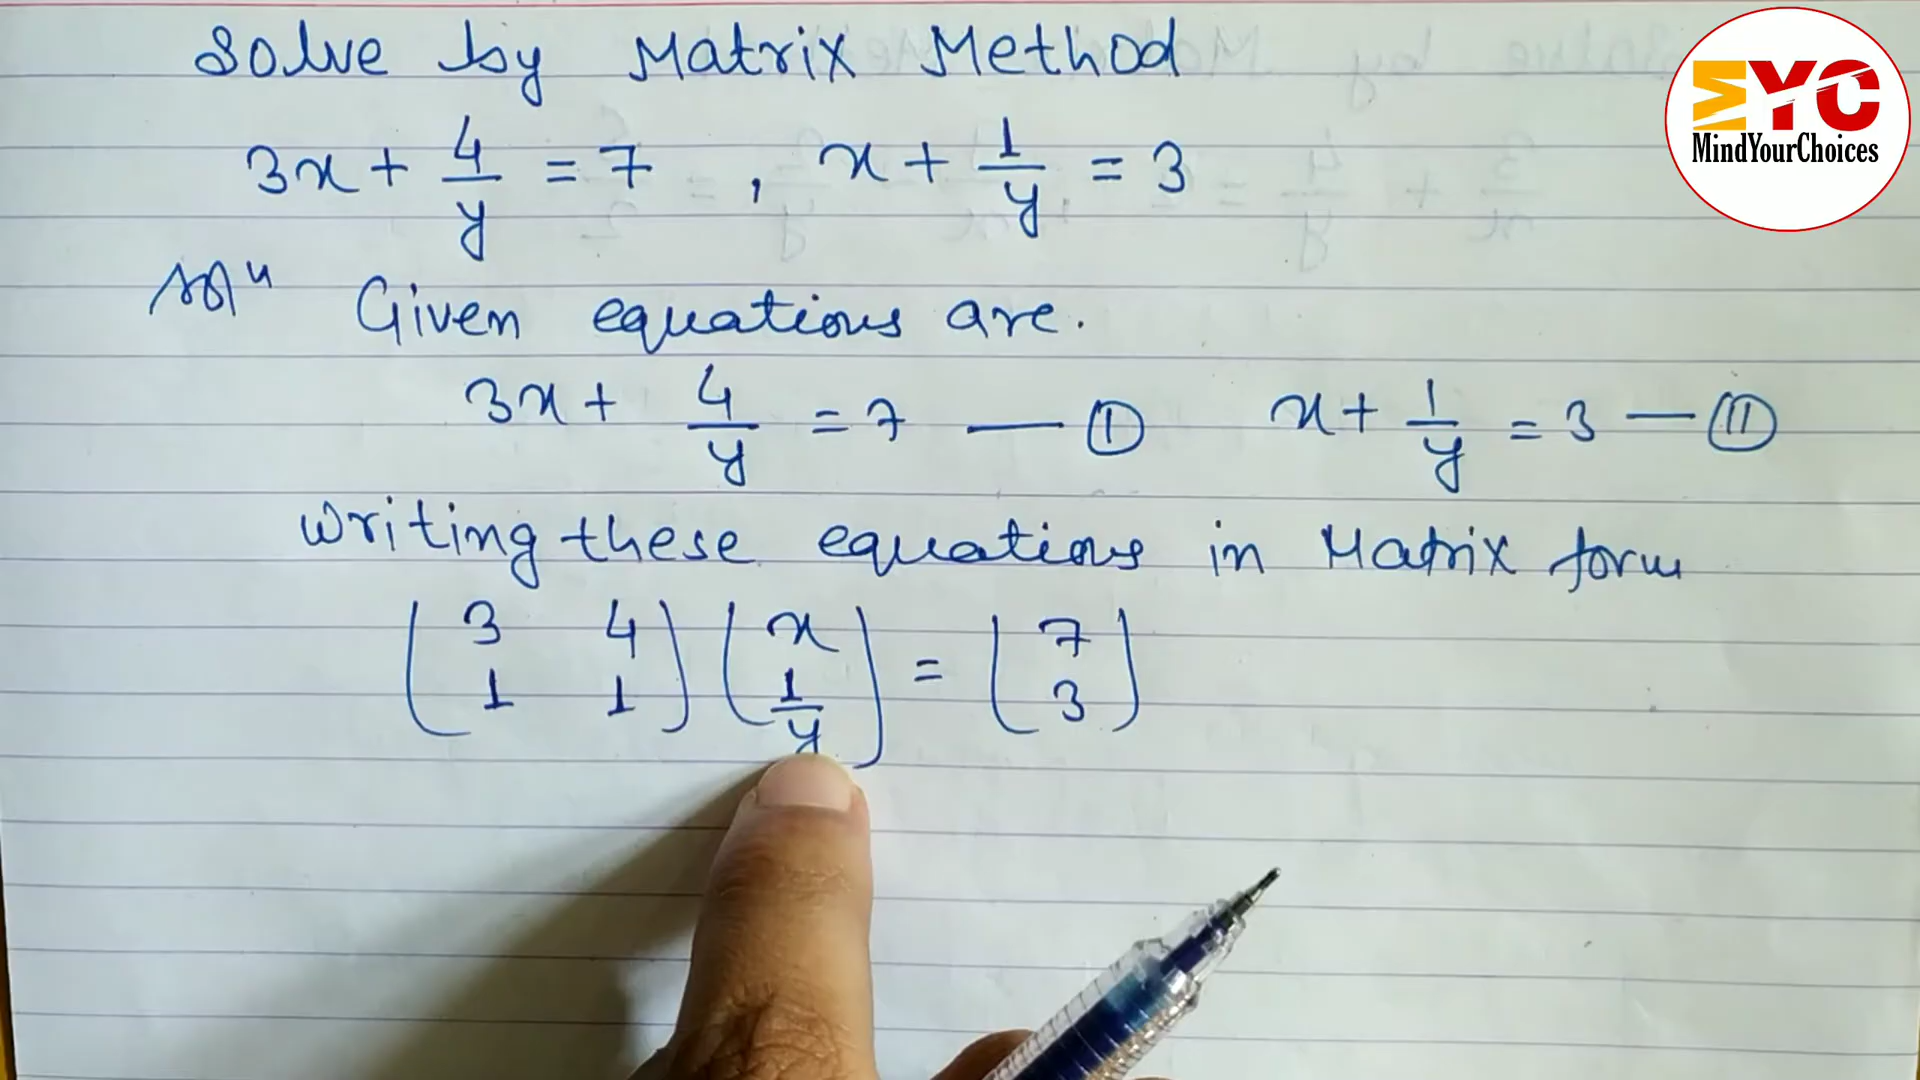 Solve by Matrix Method
3x + 4/y = 7 , x + 1/y = 3
Solⁿ Given equations are.
3x + 4/y = 7 — (I) x + 1/y = 3 — (II)
Writing these equations in Matrix form
(3 4) (x) = (7)
(1 1) (1/y) (3)
MYC
MindYourChoices